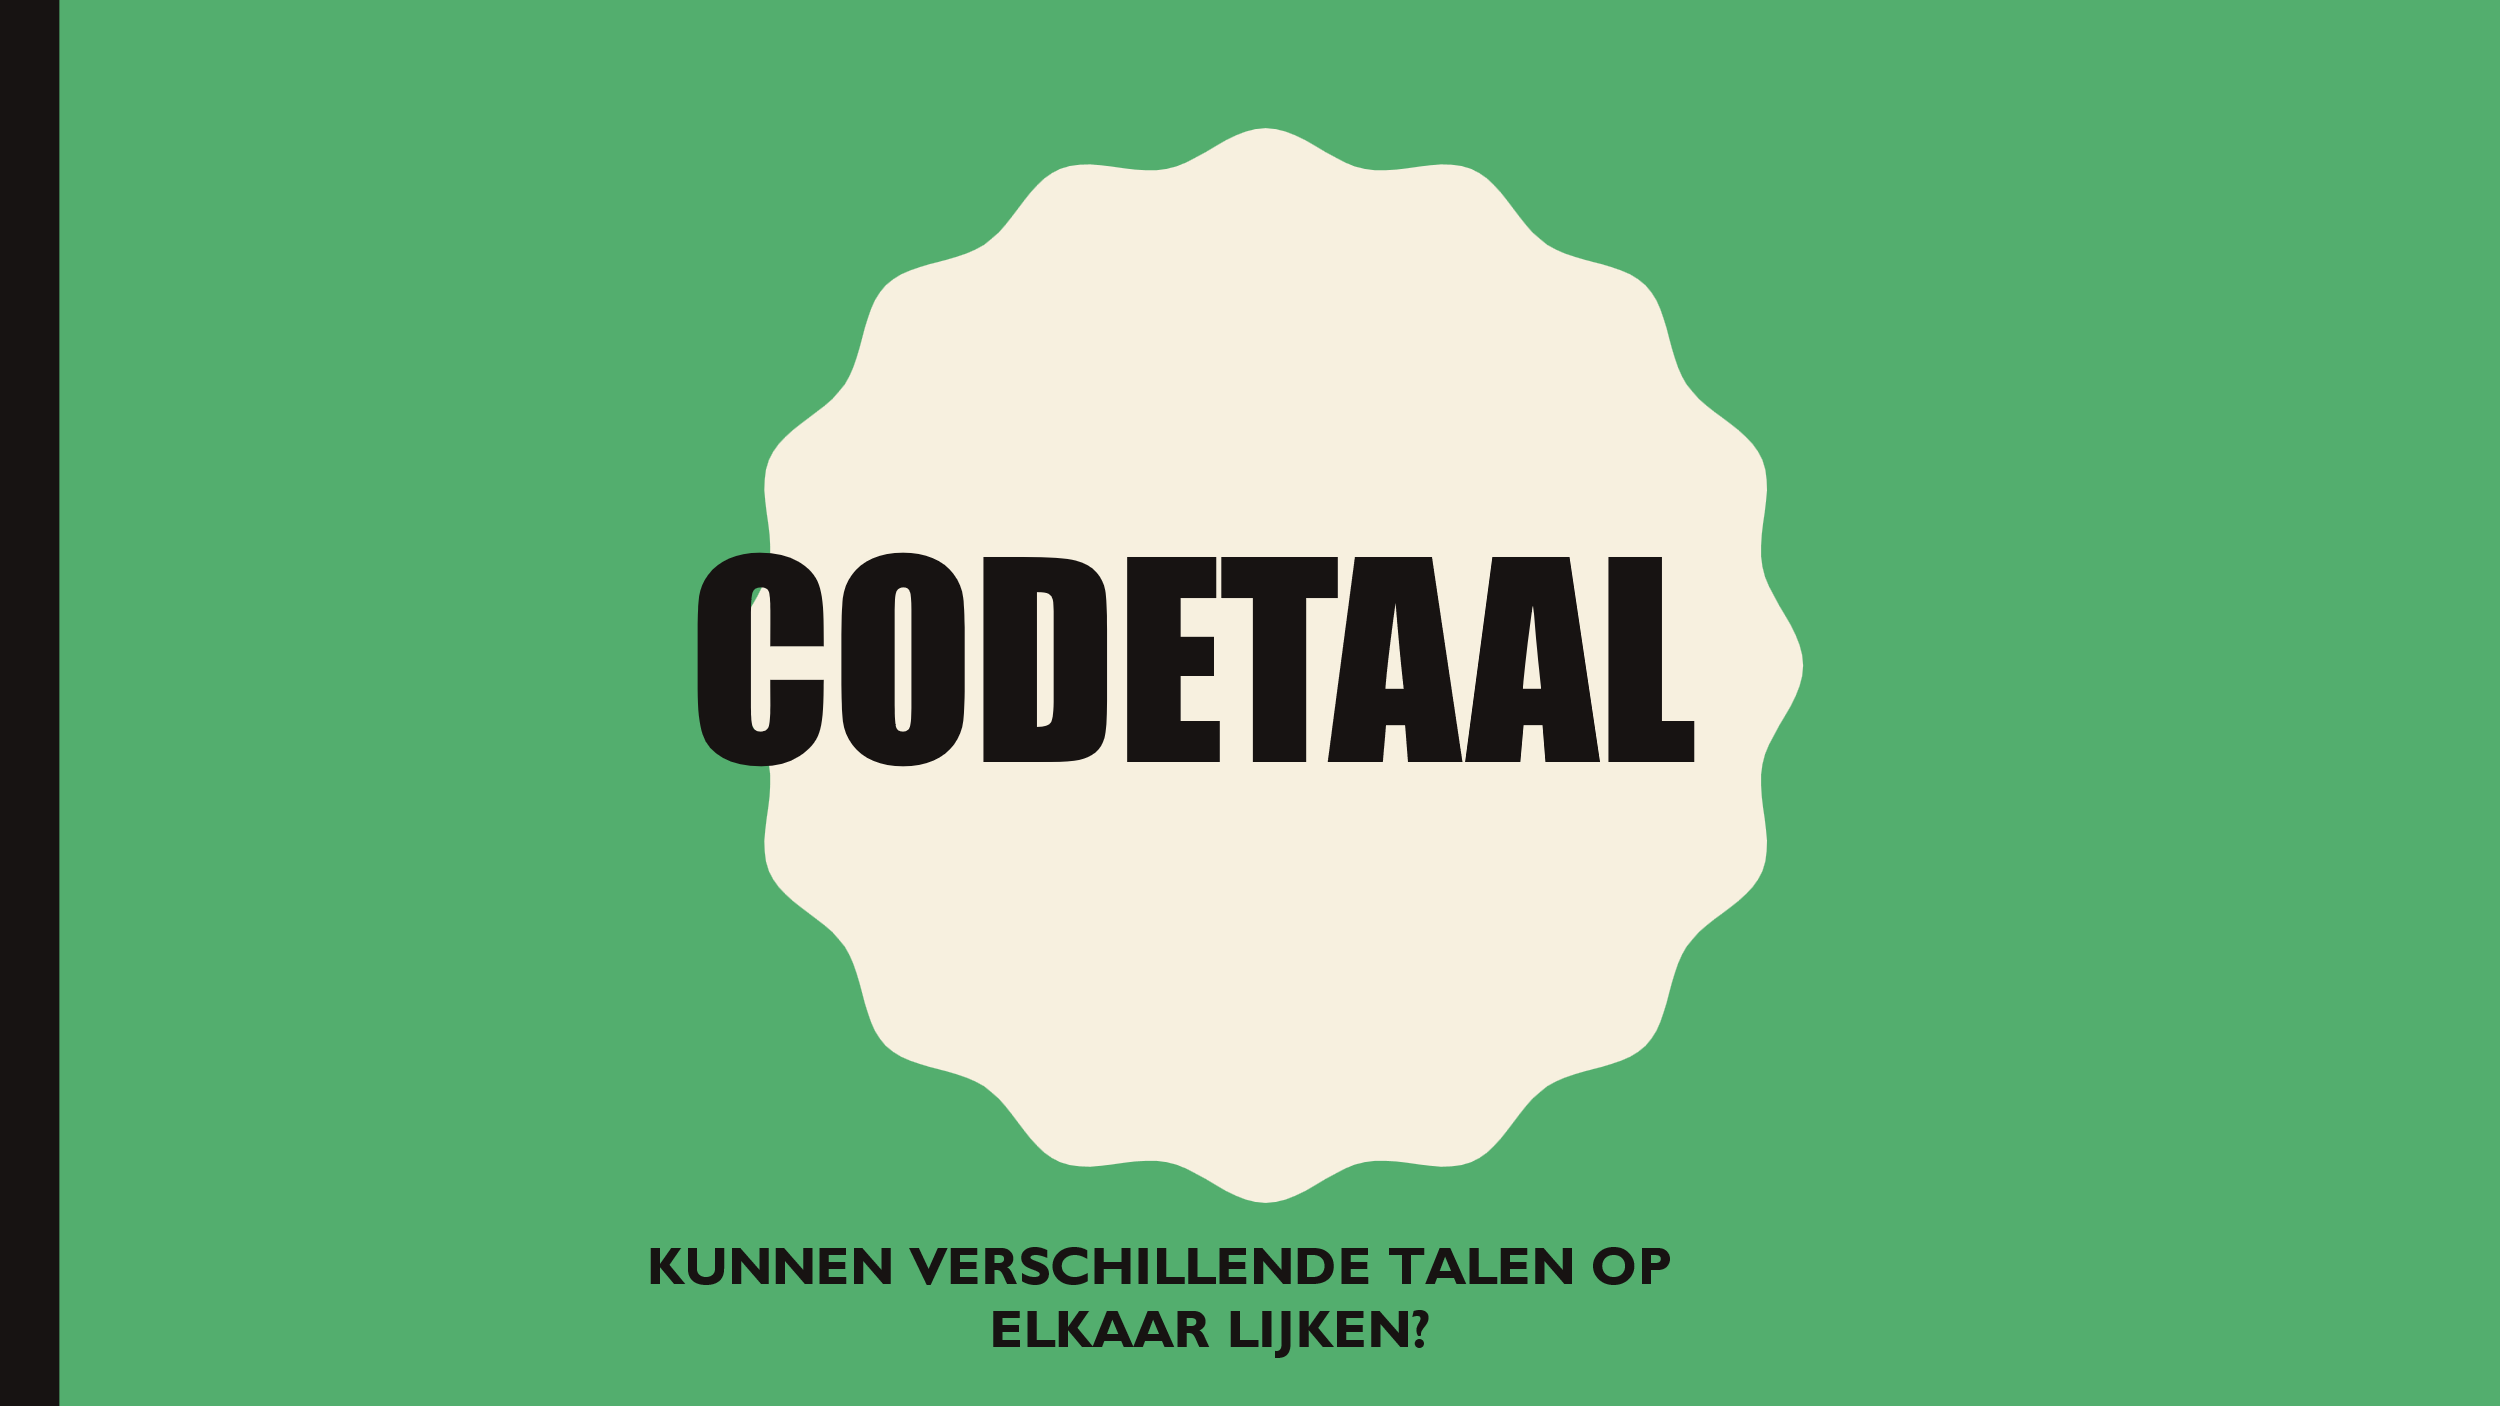 CODETAAL
KUNNEN VERSCHILLENDE TALEN OP
ELKAAR LIJKEN?